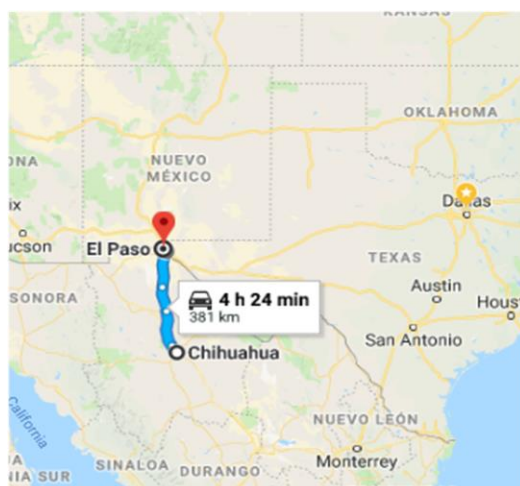 KANSAS
OKLAHOMA
ONA
NUEVO
MÉXICO
ix
Dallas
ucson
El Paso
TEXAS
SONORA
4 h 24 min
381 km
Austin
Houst
San Antonio
Chihuahua
California
NUEVO LEÓN
Monterrey
A
NIA SUR
SINALOA
DURANGO